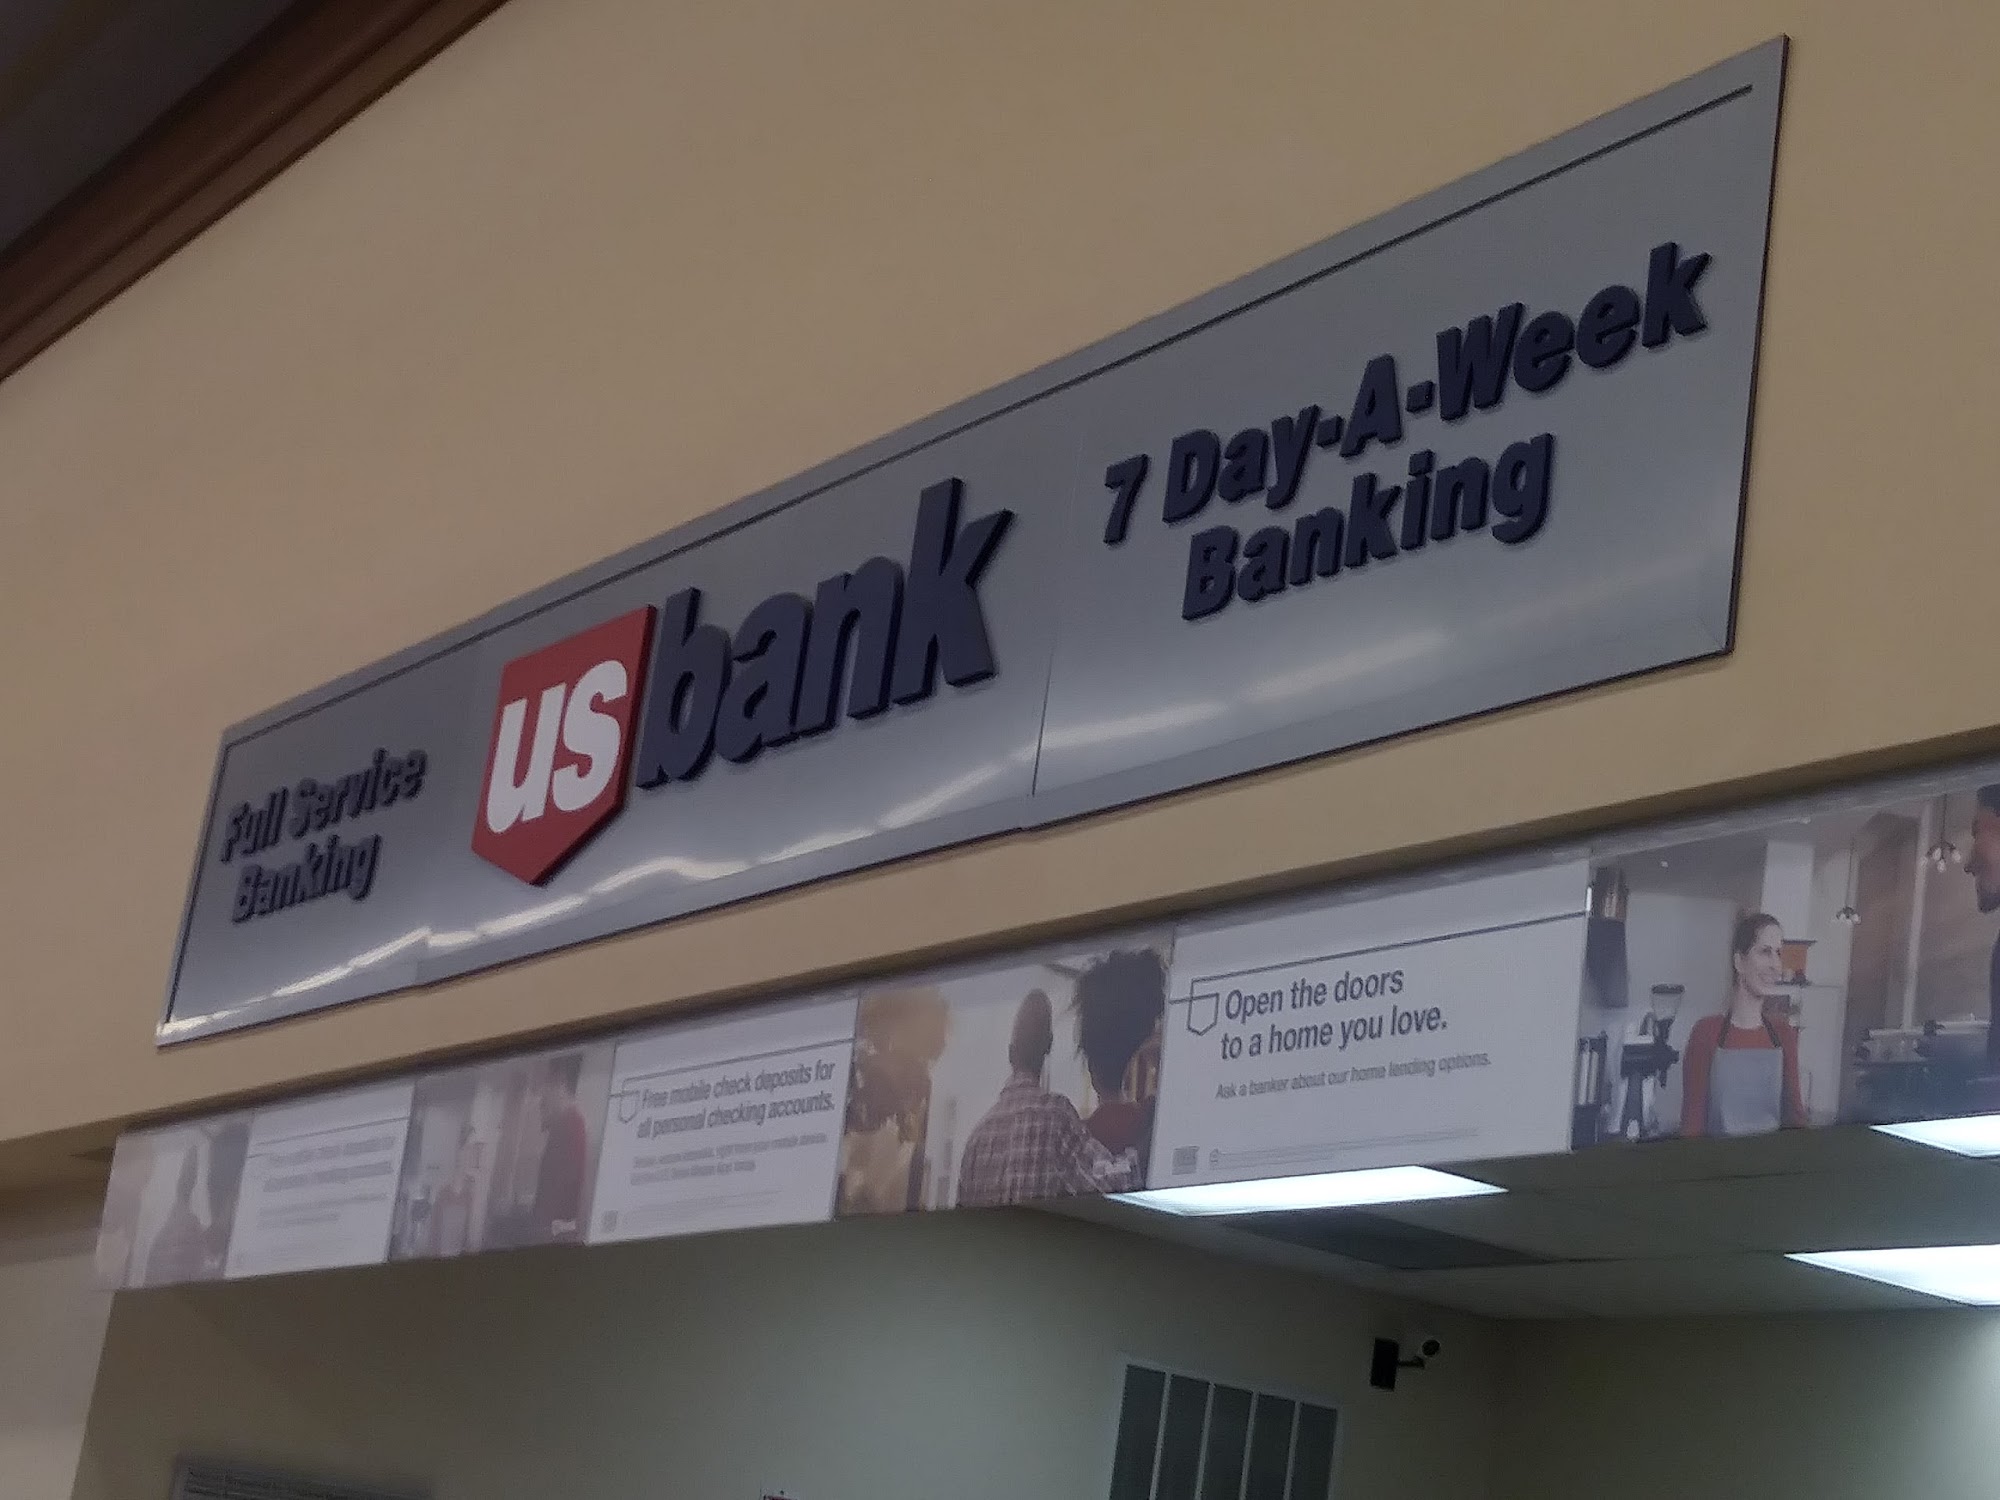 Full Service
Banking
usbank
7 Day-A-Week
Banking
Free mobile check deposits for
all personal checking accounts.
Open the doors
to a home you love.
Ask a banker about our home lending options.